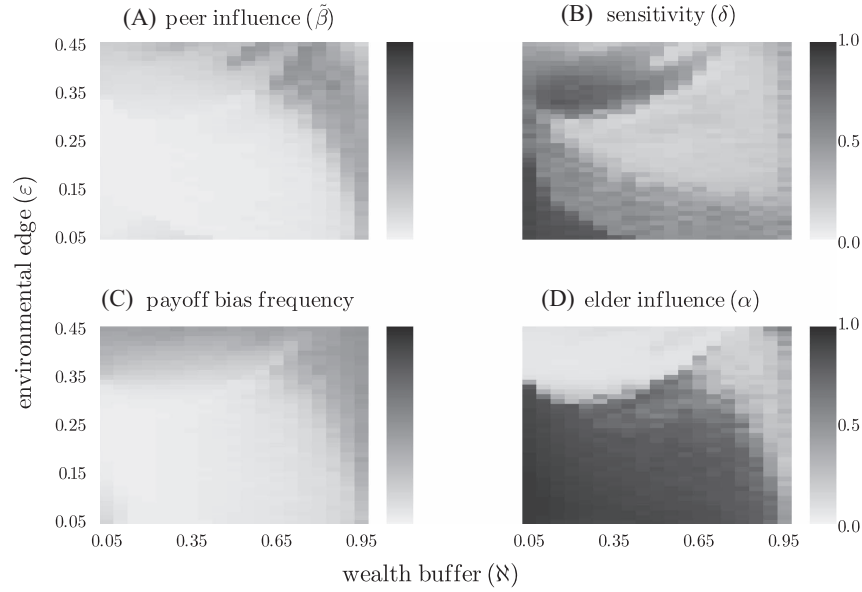 (A) peer influence (β̃)
(B) sensitivity (δ)
0.45
0.35
0.25
0.15
0.05
1.0
0.5
0.0
environmental edge (ε)
(C) payoff bias frequency
(D) elder influence (α)
0.45
0.35
0.25
0.15
0.05
1.0
0.5
0.0
0.05 0.35 0.65 0.95
0.05 0.35 0.65 0.95
wealth buffer (ℵ)